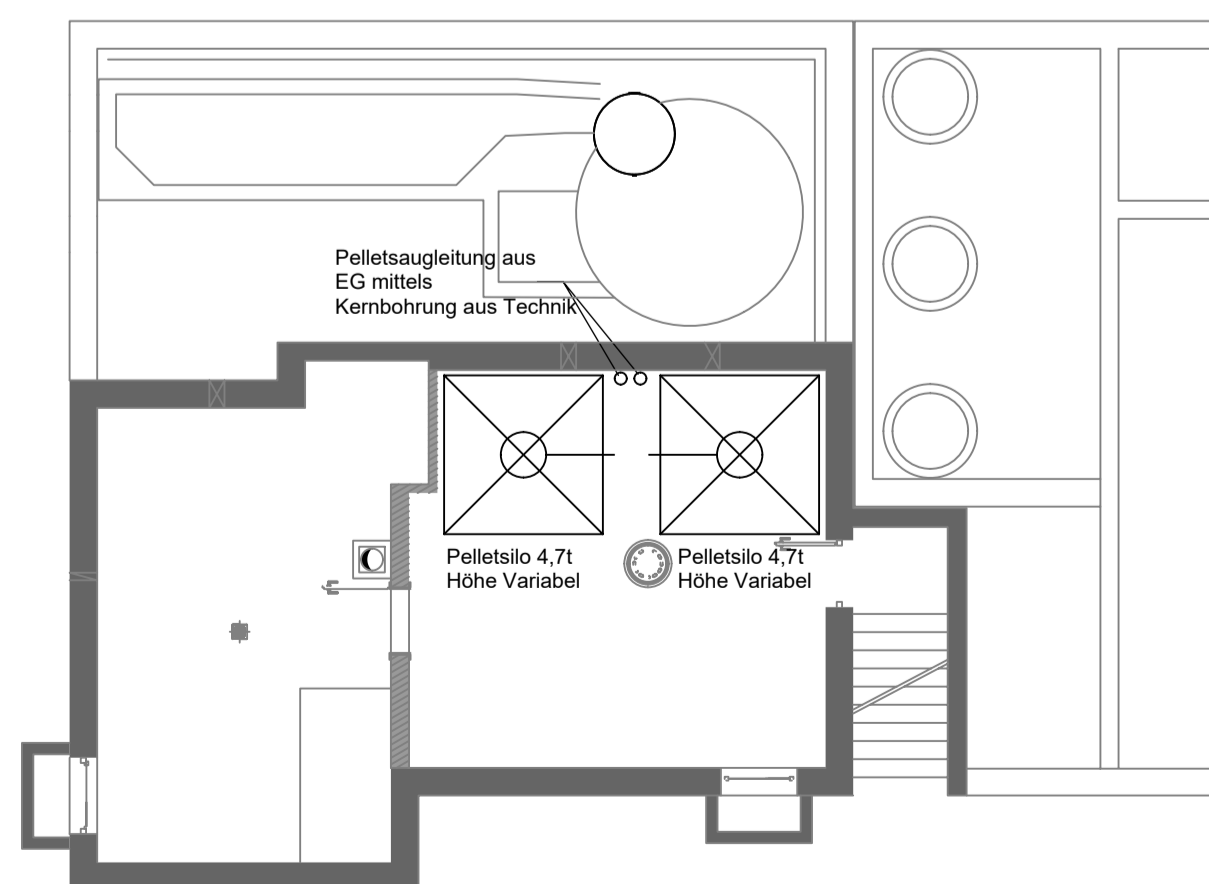 Pelletsaugleitung aus
EG mittels
Kernbohrung aus Technik
Pelletsilo 4,7t
Höhe Variabel
Pelletsilo 4,7t
Höhe Variabel